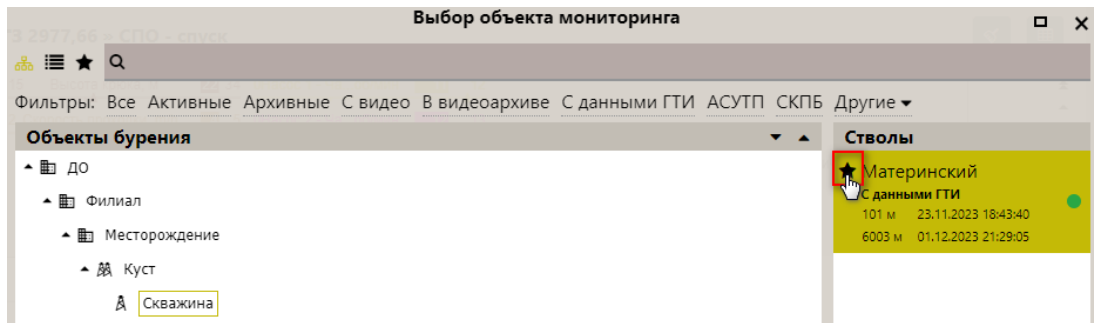 Выбор объекта мониторинга
Фильтры: Все Активные Архивные С видео В видеоархиве С данными ГТИ АСУТП СКПБ Другие
Объекты бурения
Стволы
ДО
Филиал
Месторождение
Куст
Скважина
Материнский
С данными ГТИ
101 м 23.11.2023 18:43:40
6003 м 01.12.2023 21:29:05